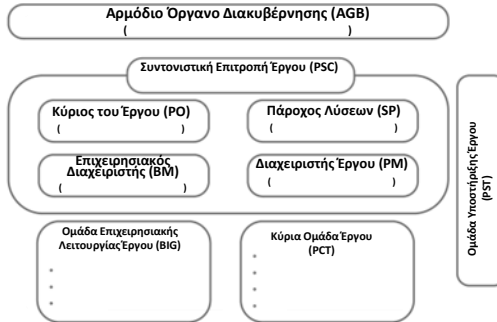 Αρμόδιο Όργανο Διακυβέρνησης (AGB)
( )
Συντονιστική Επιτροπή Έργου (PSC)
Κύριος του Έργου (PO)
( )
Πάροχος Λύσεων (SP)
( )
Επιχειρησιακός
Διαχειριστής (BM)
( )
Διαχειριστής Έργου (PM)
( )
Ομάδα Επιχειρησιακής
Λειτουργίας Έργου (BIG)
Κύρια Ομάδα Έργου
(PCT)
Ομάδα Υποστήριξης Έργου
(PST)